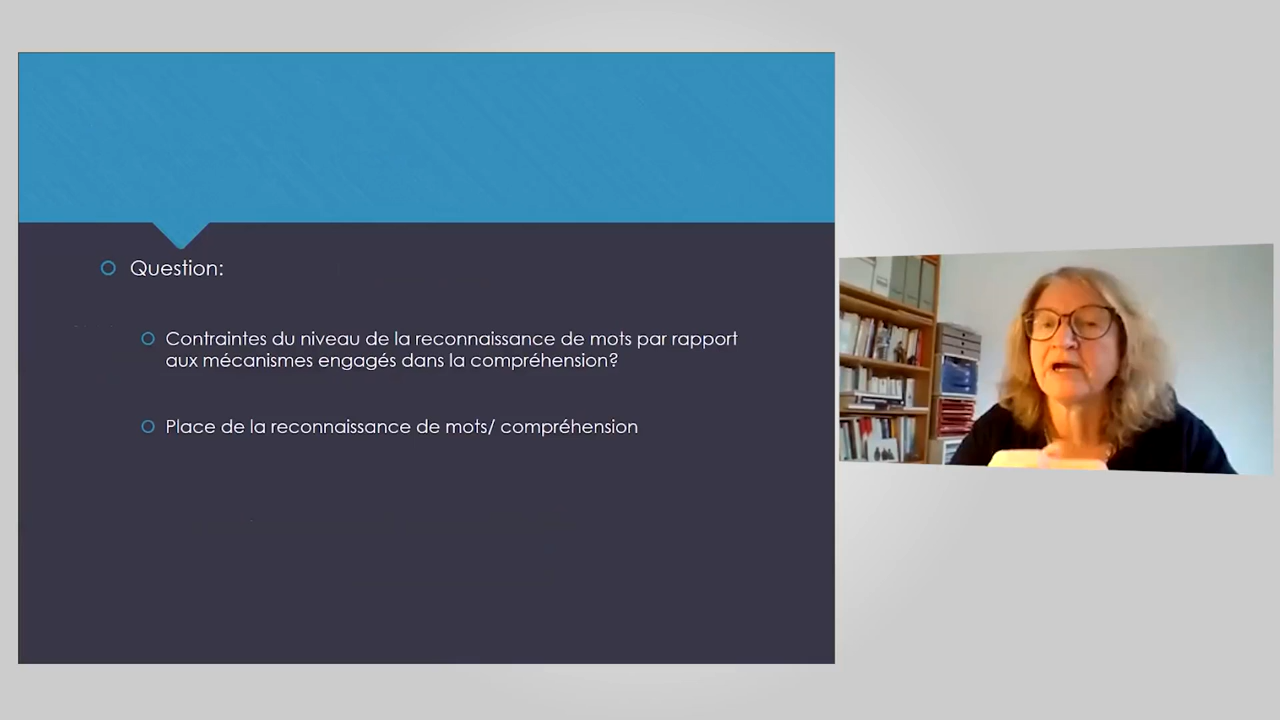 Question:
Contraintes du niveau de la reconnaissance de mots par rapport
aux mécanismes engagés dans la compréhension?
Place de la reconnaissance de mots/ compréhension